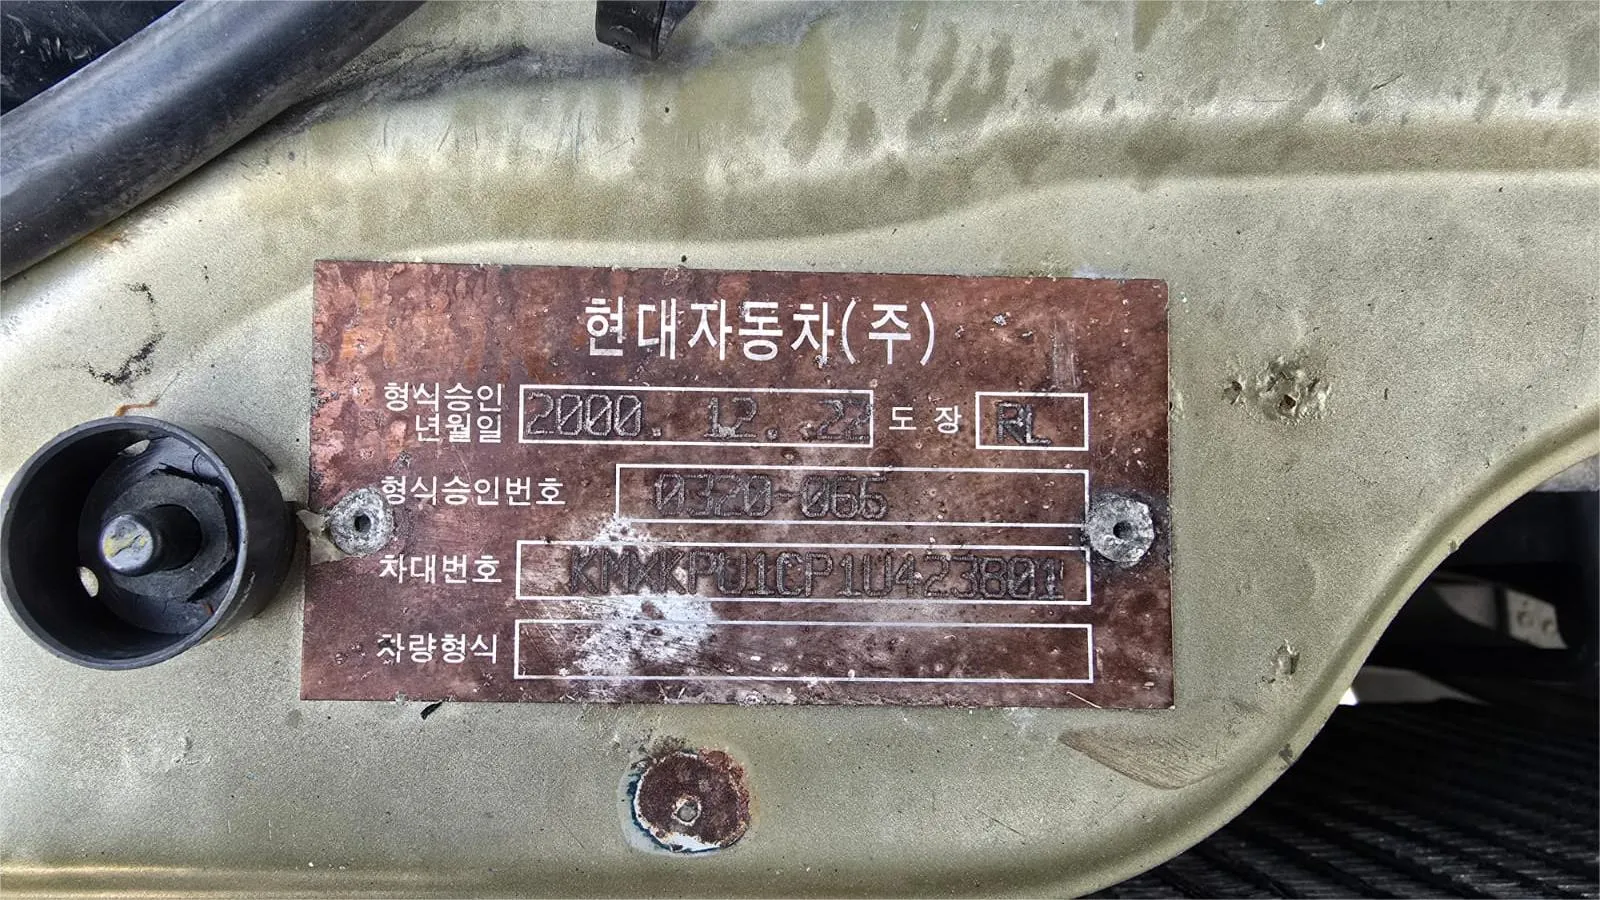 현대자동차(주)
형식승인
년월일 2000. 12. 22 도장 RL
형식승인번호 0320-066
차대번호 KMXKPU1CP1U423801
차량형식